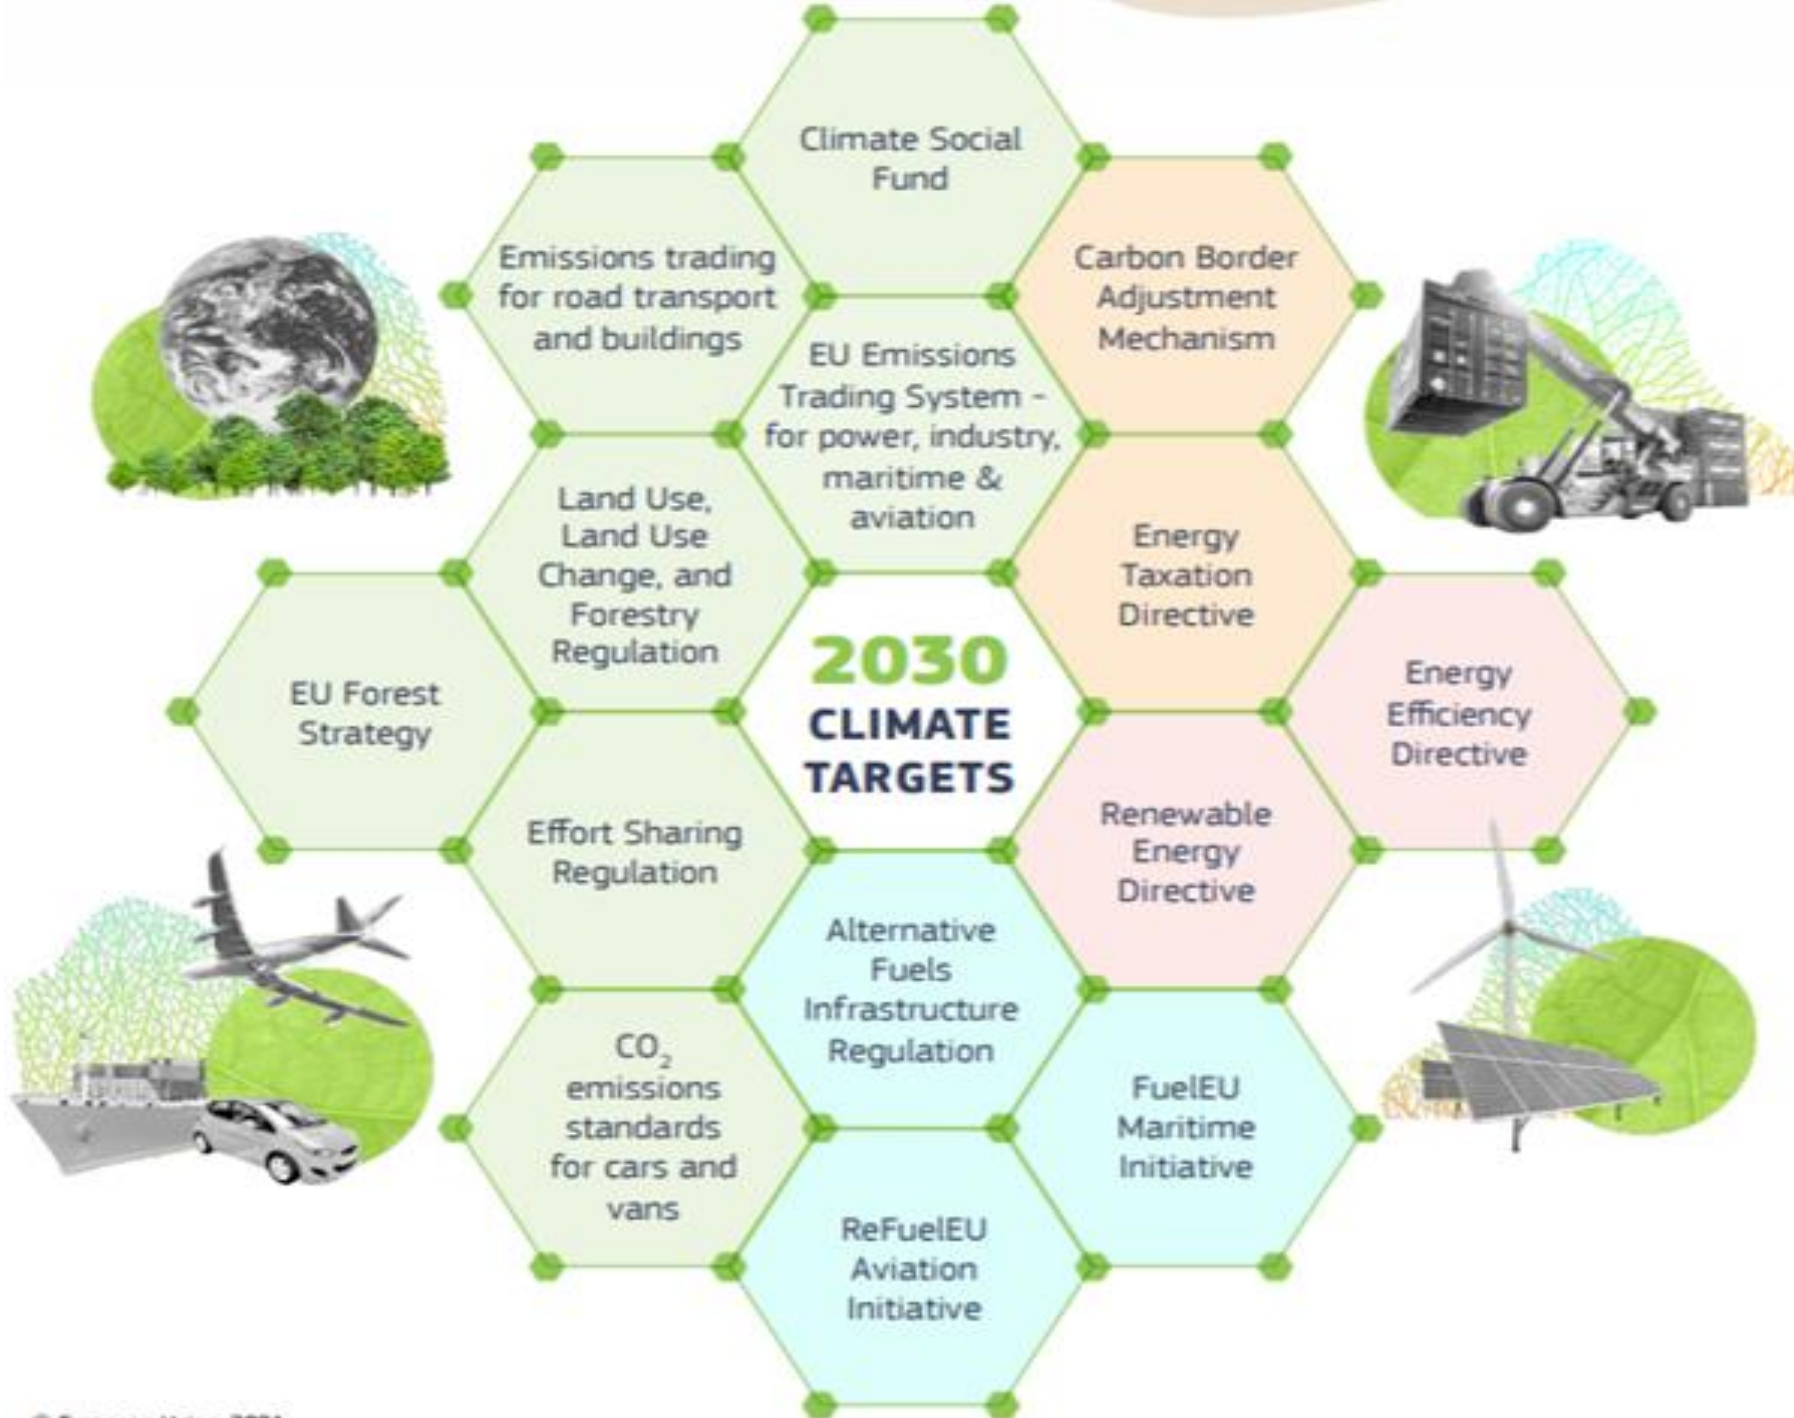 Climate Social
Fund
Emissions trading
for road transport
and buildings
Carbon Border
Adjustment
Mechanism
EU Emissions
Trading System -
for power, industry,
maritime &
aviation
Land Use,
Land Use
Change, and
Forestry
Regulation
Energy
Taxation
Directive
EU Forest
Strategy
2030
CLIMATE
TARGETS
Energy
Efficiency
Directive
Effort Sharing
Regulation
Renewable
Energy
Directive
Alternative
Fuels
Infrastructure
Regulation
CO₂
emissions
standards
for cars and
vans
FuelEU
Maritime
Initiative
ReFuelEU
Aviation
Initiative